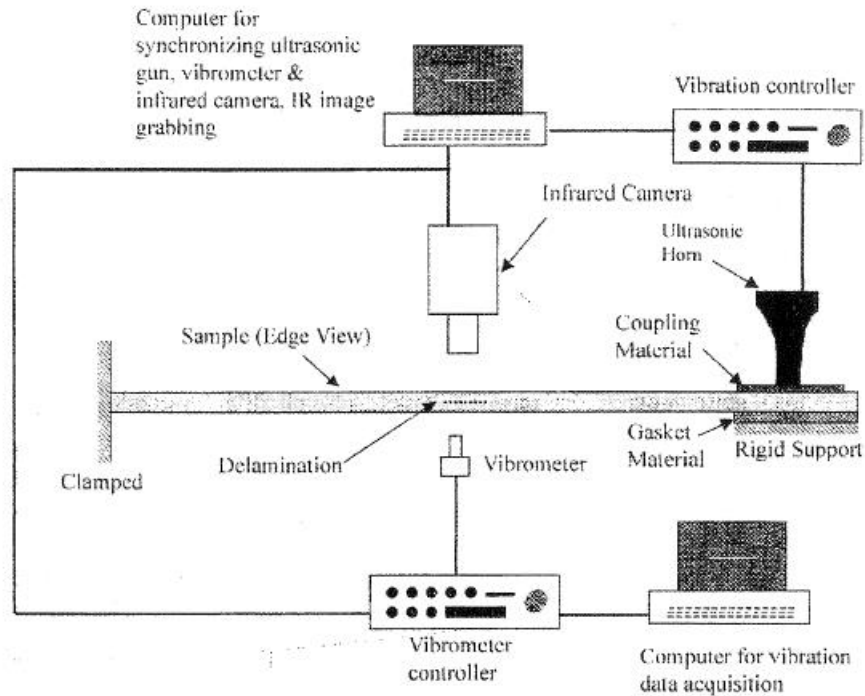 Computer for
synchronizing ultrasonic
gun, vibrometer &
infrared camera, IR image
grabbing
Vibration controller
Infrared Camera
Ultrasonic
Horn
Sample (Edge View)
Coupling
Material
Delamination
Vibrometer
Gasket
Material
Rigid Support
Clamped
Vibrometer
controller
Computer for vibration
data acquisition